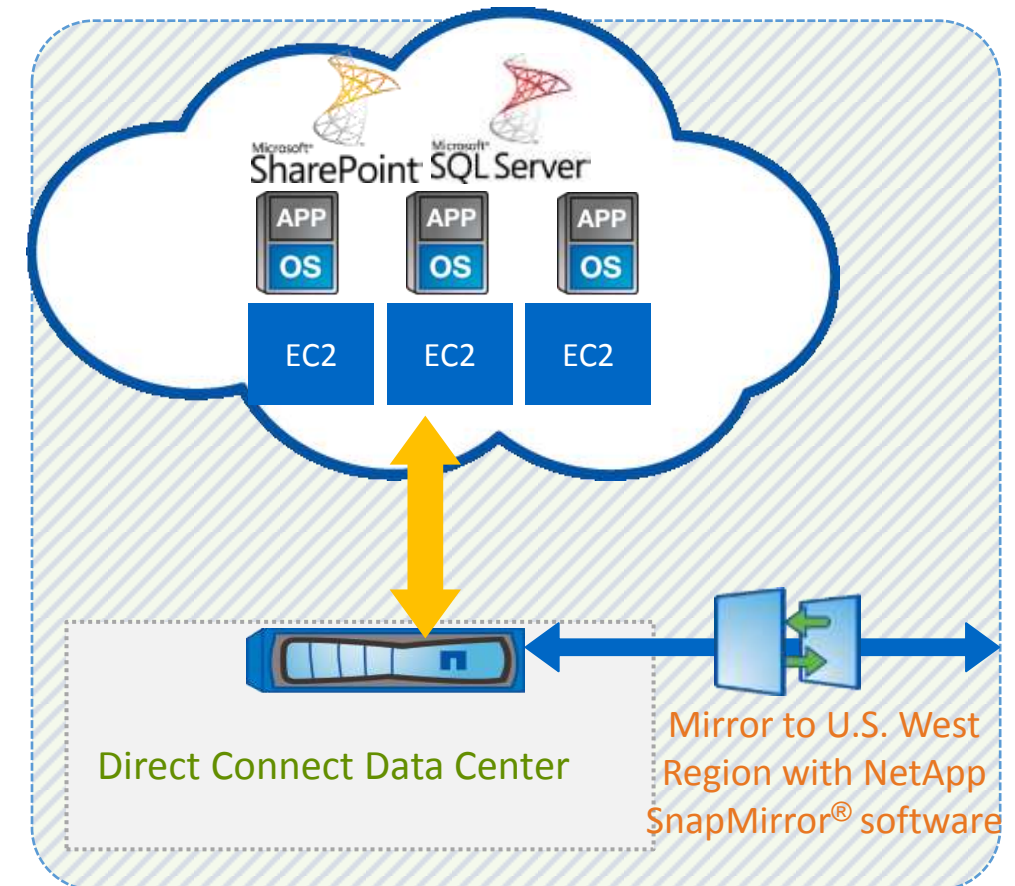 Microsoft®
SharePoint
Microsoft®
SQL Server
APP
OS
APP
OS
APP
OS
EC2
EC2
EC2
Direct Connect Data Center
Mirror to U.S. West
Region with NetApp
SnapMirror® software